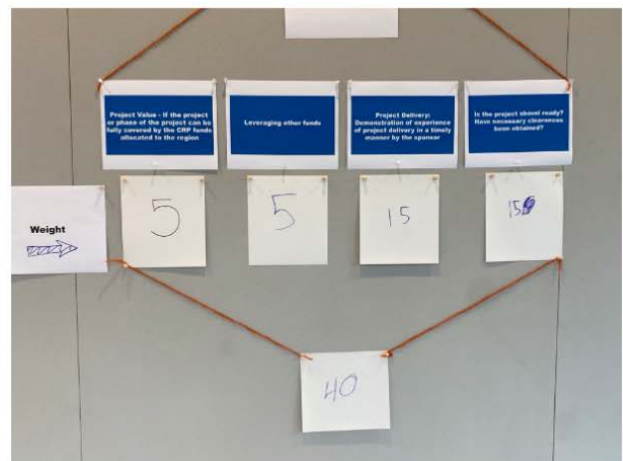 Project Value - If the project
or phase of the project can be
fully covered by the CRP funds
allocated to the region
Leveraging other funds
Project Delivery:
Demonstration of experience
of project delivery in a timely
manner by the sponsor
Is the project shovel ready?
Have necessary clearances
been obtained?
Weight
5
5
15
15
40